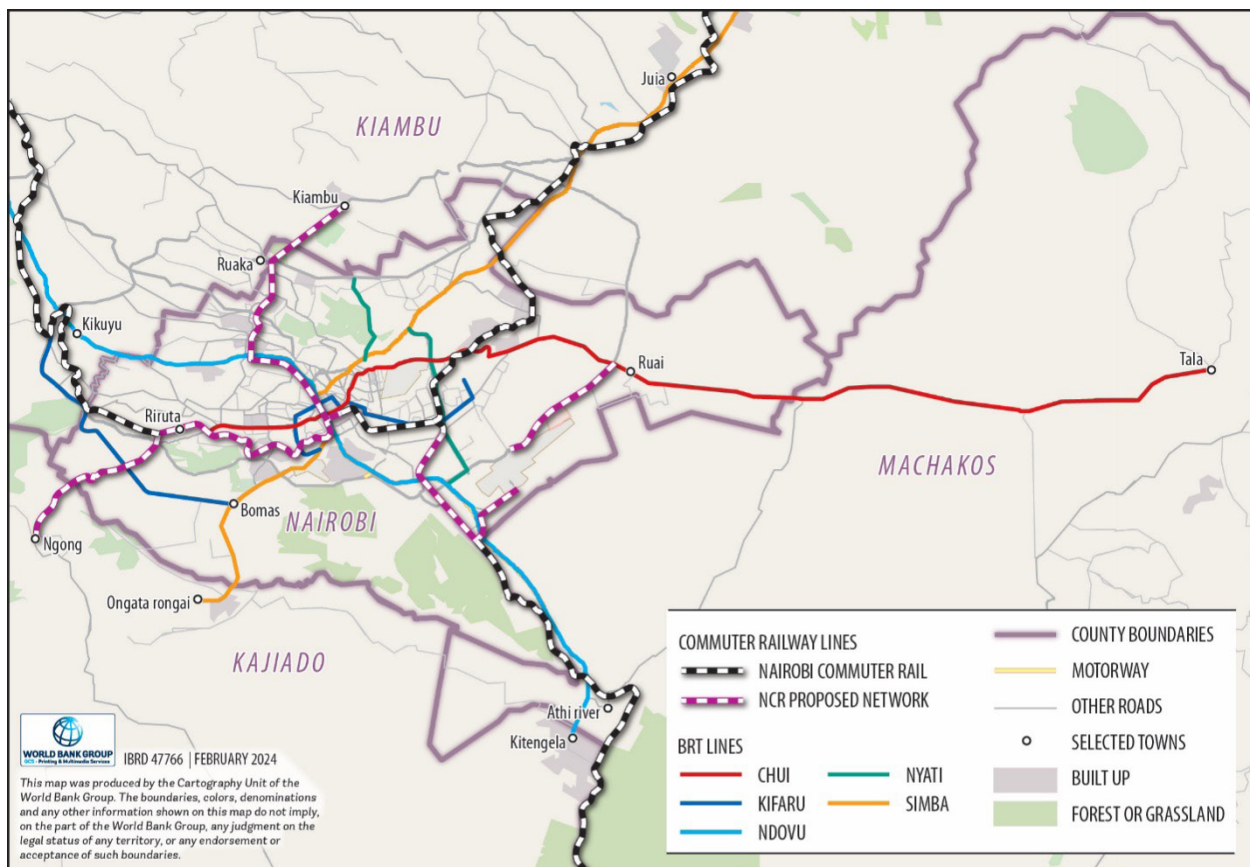 Juia
KIAMBU
Kiambu
Ruaka
Kikuyu
Ruai
Tala
Riruta
MACHAKOS
Bomas
NAIROBI
Ngong
Ongata rongai
KAJIADO
Athi river
Kitengela
COMMUTER RAILWAY LINES
NAIROBI COMMUTER RAIL
NCR PROPOSED NETWORK
BRT LINES
CHUI
KIFARU
NDOVU
NYATI
SIMBA
COUNTY BOUNDARIES
MOTORWAY
OTHER ROADS
SELECTED TOWNS
BUILT UP
FOREST OR GRASSLAND
WORLD BANK GROUP
GCS - Printing & Multimedia Services
IBRD 47766 | FEBRUARY 2024
This map was produced by the Cartography Unit of the
World Bank Group. The boundaries, colors, denominations
and any other information shown on this map do not imply,
on the part of the World Bank Group, any judgment on the
legal status of any territory, or any endorsement or
acceptance of such boundaries.